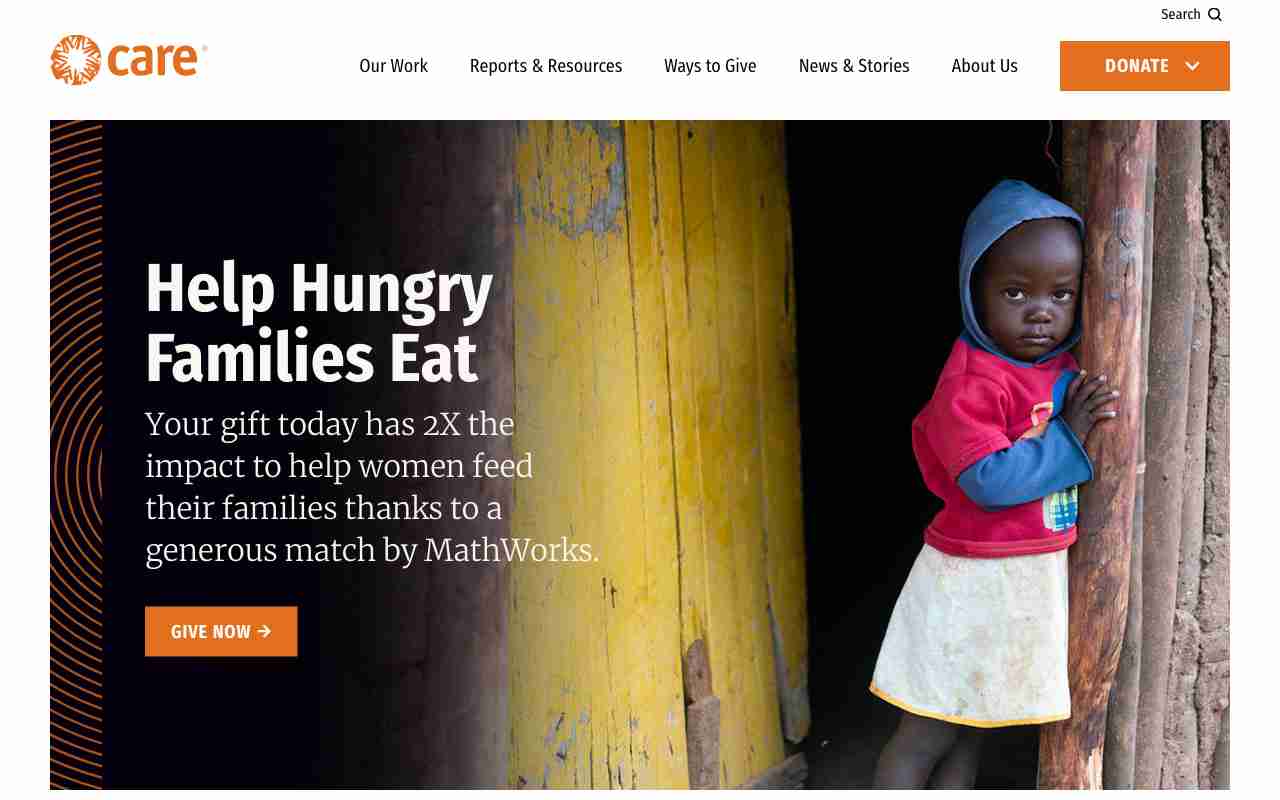 Search
care®
Our Work
Reports & Resources
Ways to Give
News & Stories
About Us
DONATE
Help Hungry
Families Eat
Your gift today has 2X the
impact to help women feed
their families thanks to a
generous match by MathWorks.
GIVE NOW →